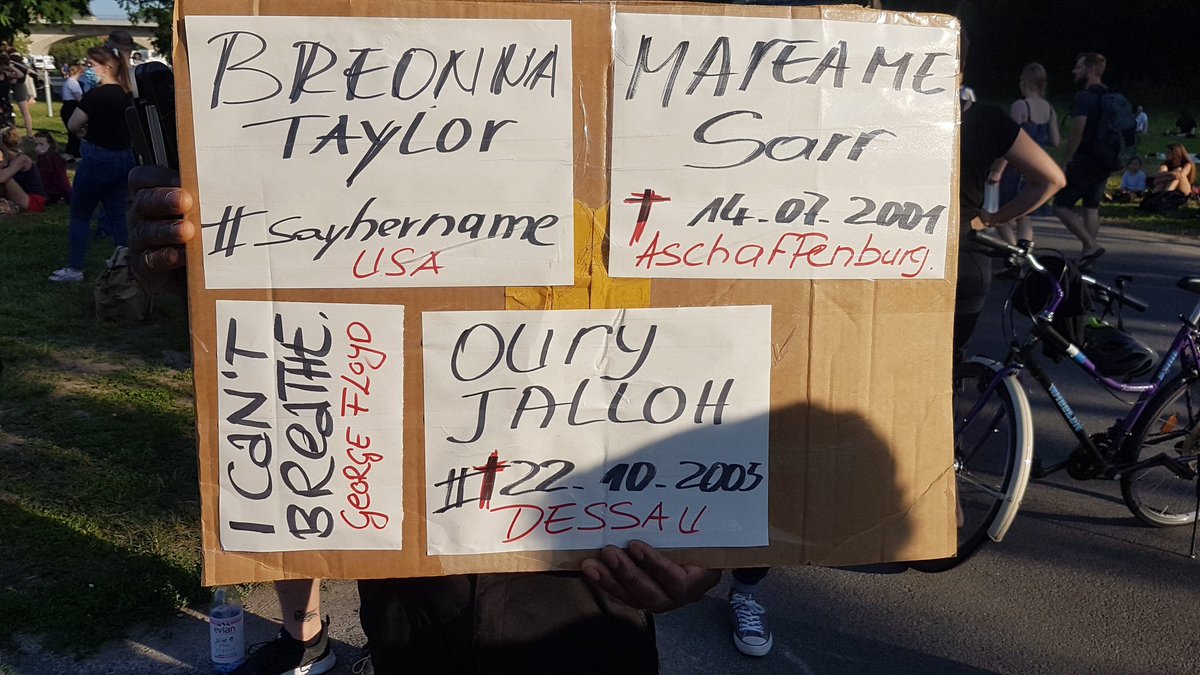 BREONNA
TAYLOR
#Sayhername
USA
MAREAME
Sarr
14.07.2001
Aschaffenburg.
I CAN'T
BREATHE.
GEORGE FLOYD
OURY
JALLOH
# 22.10.2005
DESSAU
evian